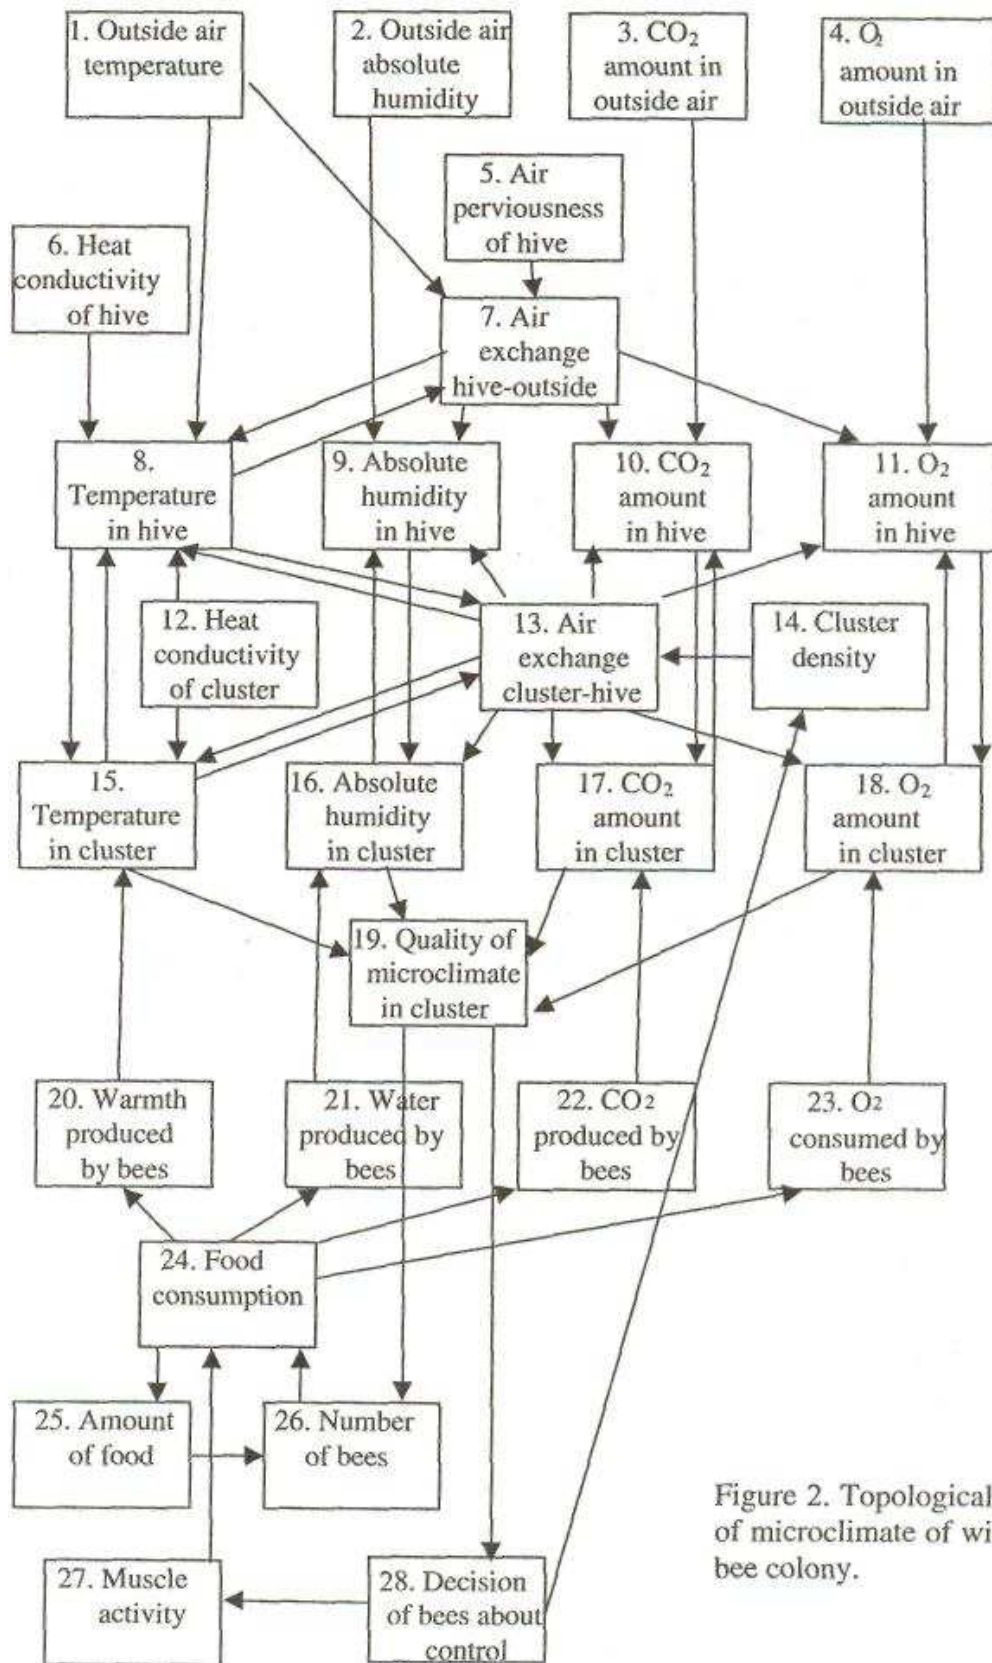 1. Outside air
temperature
2. Outside air
absolute
humidity
3. CO₂
amount in
outside air
4. O₂
amount in
outside air
5. Air
perviousness
of hive
6. Heat
conductivity
of hive
7. Air
exchange
hive-outside
8.
Temperature
in hive
9. Absolute
humidity
in hive
10. CO₂
amount
in hive
11. O₂
amount
in hive
12. Heat
conductivity
of cluster
13. Air
exchange
cluster-hive
14. Cluster
density
15.
Temperature
in cluster
16. Absolute
humidity
in cluster
17. CO₂
amount
in cluster
18. O₂
amount
in cluster
19. Quality of
microclimate
in cluster
20. Warmth
produced
by bees
21. Water
produced by
bees
22. CO₂
produced by
bees
23. O₂
consumed by
bees
24. Food
consumption
25. Amount
of food
26. Number
of bees
27. Muscle
activity
28. Decision
of bees about
control
Figure 2. Topological
of microclimate of wi
bee colony.